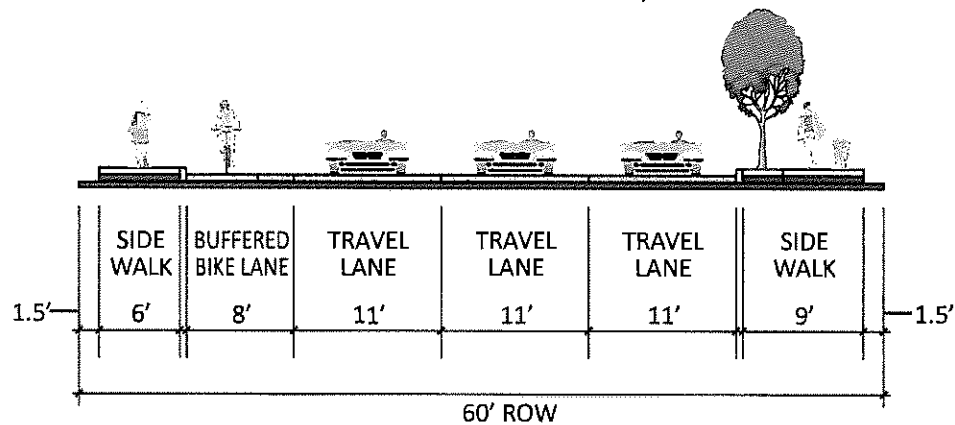 SIDE
WALK
6'
BUFFERED
BIKE LANE
8'
TRAVEL
LANE
11'
TRAVEL
LANE
11'
TRAVEL
LANE
11'
SIDE
WALK
9'
1.5'
1.5'
60' ROW